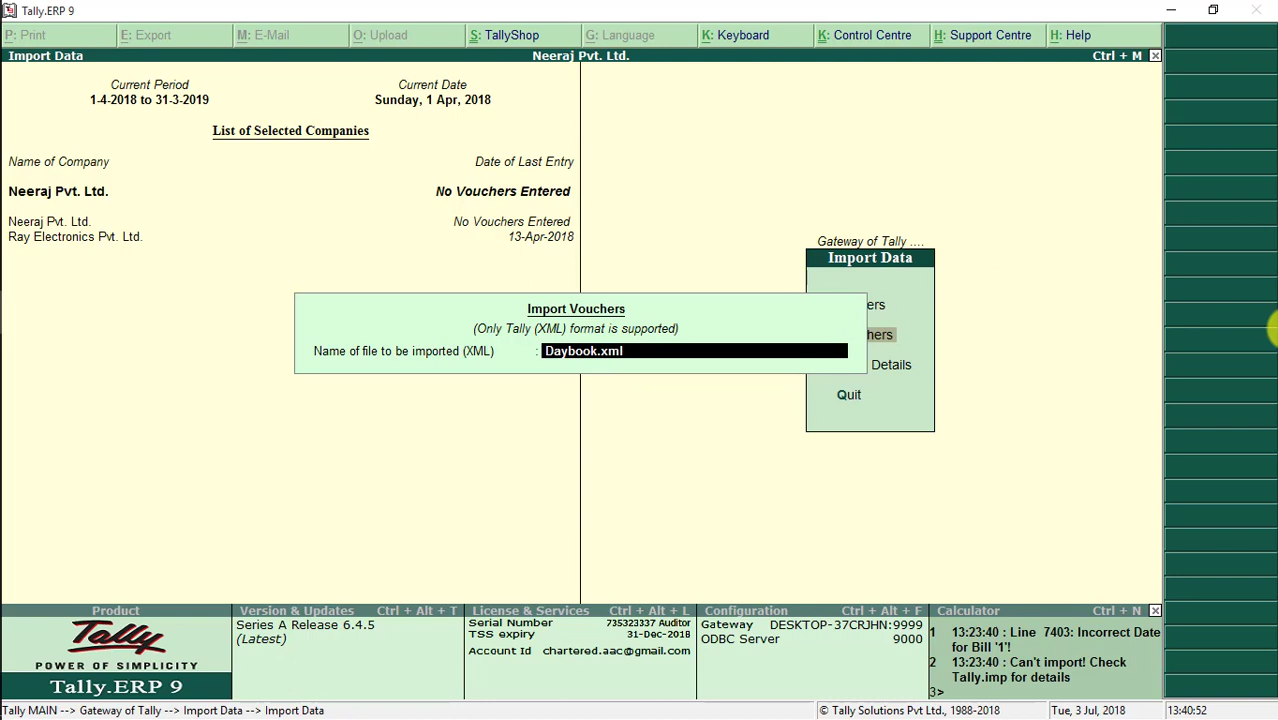 Tally.ERP 9
P: Print
E: Export
M: E-Mail
O: Upload
S: TallyShop
G: Language
K: Keyboard
K: Control Centre
H: Support Centre
H: Help
Import Data
Neeraj Pvt. Ltd.
Ctrl + M
Current Period
1-4-2018 to 31-3-2019
Current Date
Sunday, 1 Apr, 2018
List of Selected Companies
Name of Company
Date of Last Entry
Neeraj Pvt. Ltd.
No Vouchers Entered
Neeraj Pvt. Ltd.
No Vouchers Entered
Ray Electronics Pvt. Ltd.
13-Apr-2018
Gateway of Tally ....
Import Data
ers
hers
Details
Quit
Import Vouchers
(Only Tally (XML) format is supported)
Name of file to be imported (XML) : Daybook.xml
Product
Tally
POWER OF SIMPLICITY
Tally.ERP 9
Version & Updates Ctrl + Alt + T
Series A Release 6.4.5
(Latest)
License & Services Ctrl + Alt + L
Serial Number 735323337 Auditor
TSS expiry 31-Dec-2018
Account Id chartered.aac@gmail.com
Configuration Ctrl + Alt + F
Gateway DESKTOP-37CRJHN:9999
ODBC Server 9000
Calculator Ctrl + N
1 13:23:40 : Line 7403: Incorrect Date
for Bill '1'!
2 13:23:40 : Can't import! Check
Tally.imp for details
3>
Tally MAIN --> Gateway of Tally --> Import Data --> Import Data
© Tally Solutions Pvt Ltd., 1988-2018
Tue, 3 Jul, 2018
13:40:52